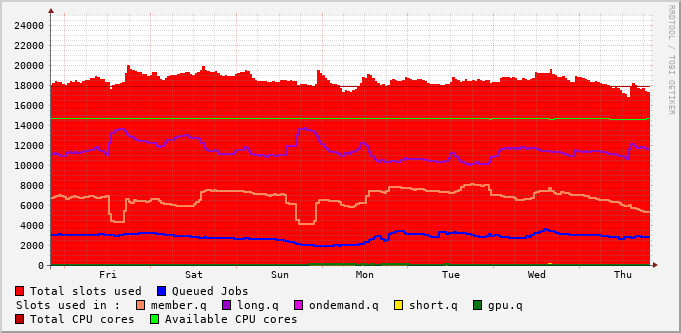 RRDTOOL / TOBI OETIKER
24000
22000
20000
18000
16000
14000
12000
10000
8000
6000
4000
2000
0
Fri Sat Sun Mon Tue Wed Thu
Total slots used Queued Jobs
Slots used in : member.q long.q ondemand.q short.q gpu.q
Total CPU cores Available CPU cores